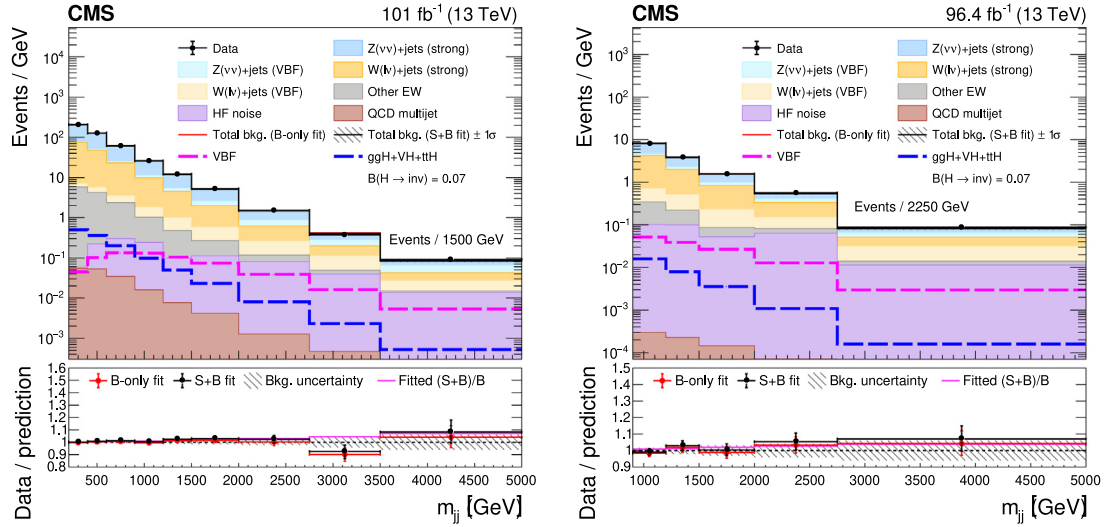 CMS 101 fb⁻¹ (13 TeV)
Events / GeV
10⁴
10³
10²
10
1
10⁻¹
10⁻²
10⁻³
Data
Z(νν)+jets (strong)
Z(νν)+jets (VBF)
W(lν)+jets (strong)
W(lν)+jets (VBF)
Other EW
HF noise
QCD multijet
Total bkg. (B-only fit)
Total bkg. (S+B fit) ± 1σ
VBF
ggH+VH+ttH
B(H → inv) = 0.07
Events / 1500 GeV
Data / prediction
1.6
1.5
1.4
1.3
1.2
1.1
1.0
0.9
0.8
B-only fit
S+B fit
Bkg. uncertainty
Fitted (S+B)/B
500 1000 1500 2000 2500 3000 3500 4000 4500 5000
m_jj [GeV]
CMS 96.4 fb⁻¹ (13 TeV)
Events / GeV
10³
10²
10
1
10⁻¹
10⁻²
10⁻³
10⁻⁴
Data
Z(νν)+jets (strong)
Z(νν)+jets (VBF)
W(lν)+jets (strong)
W(lν)+jets (VBF)
Other EW
HF noise
QCD multijet
Total bkg. (B-only fit)
Total bkg. (S+B fit) ± 1σ
VBF
ggH+VH+ttH
B(H → inv) = 0.07
Events / 2250 GeV
Data / prediction
1.5
1.4
1.3
1.2
1.1
1.0
0.9
B-only fit
S+B fit
Bkg. uncertainty
Fitted (S+B)/B
1000 1500 2000 2500 3000 3500 4000 4500 5000
m_jj [GeV]